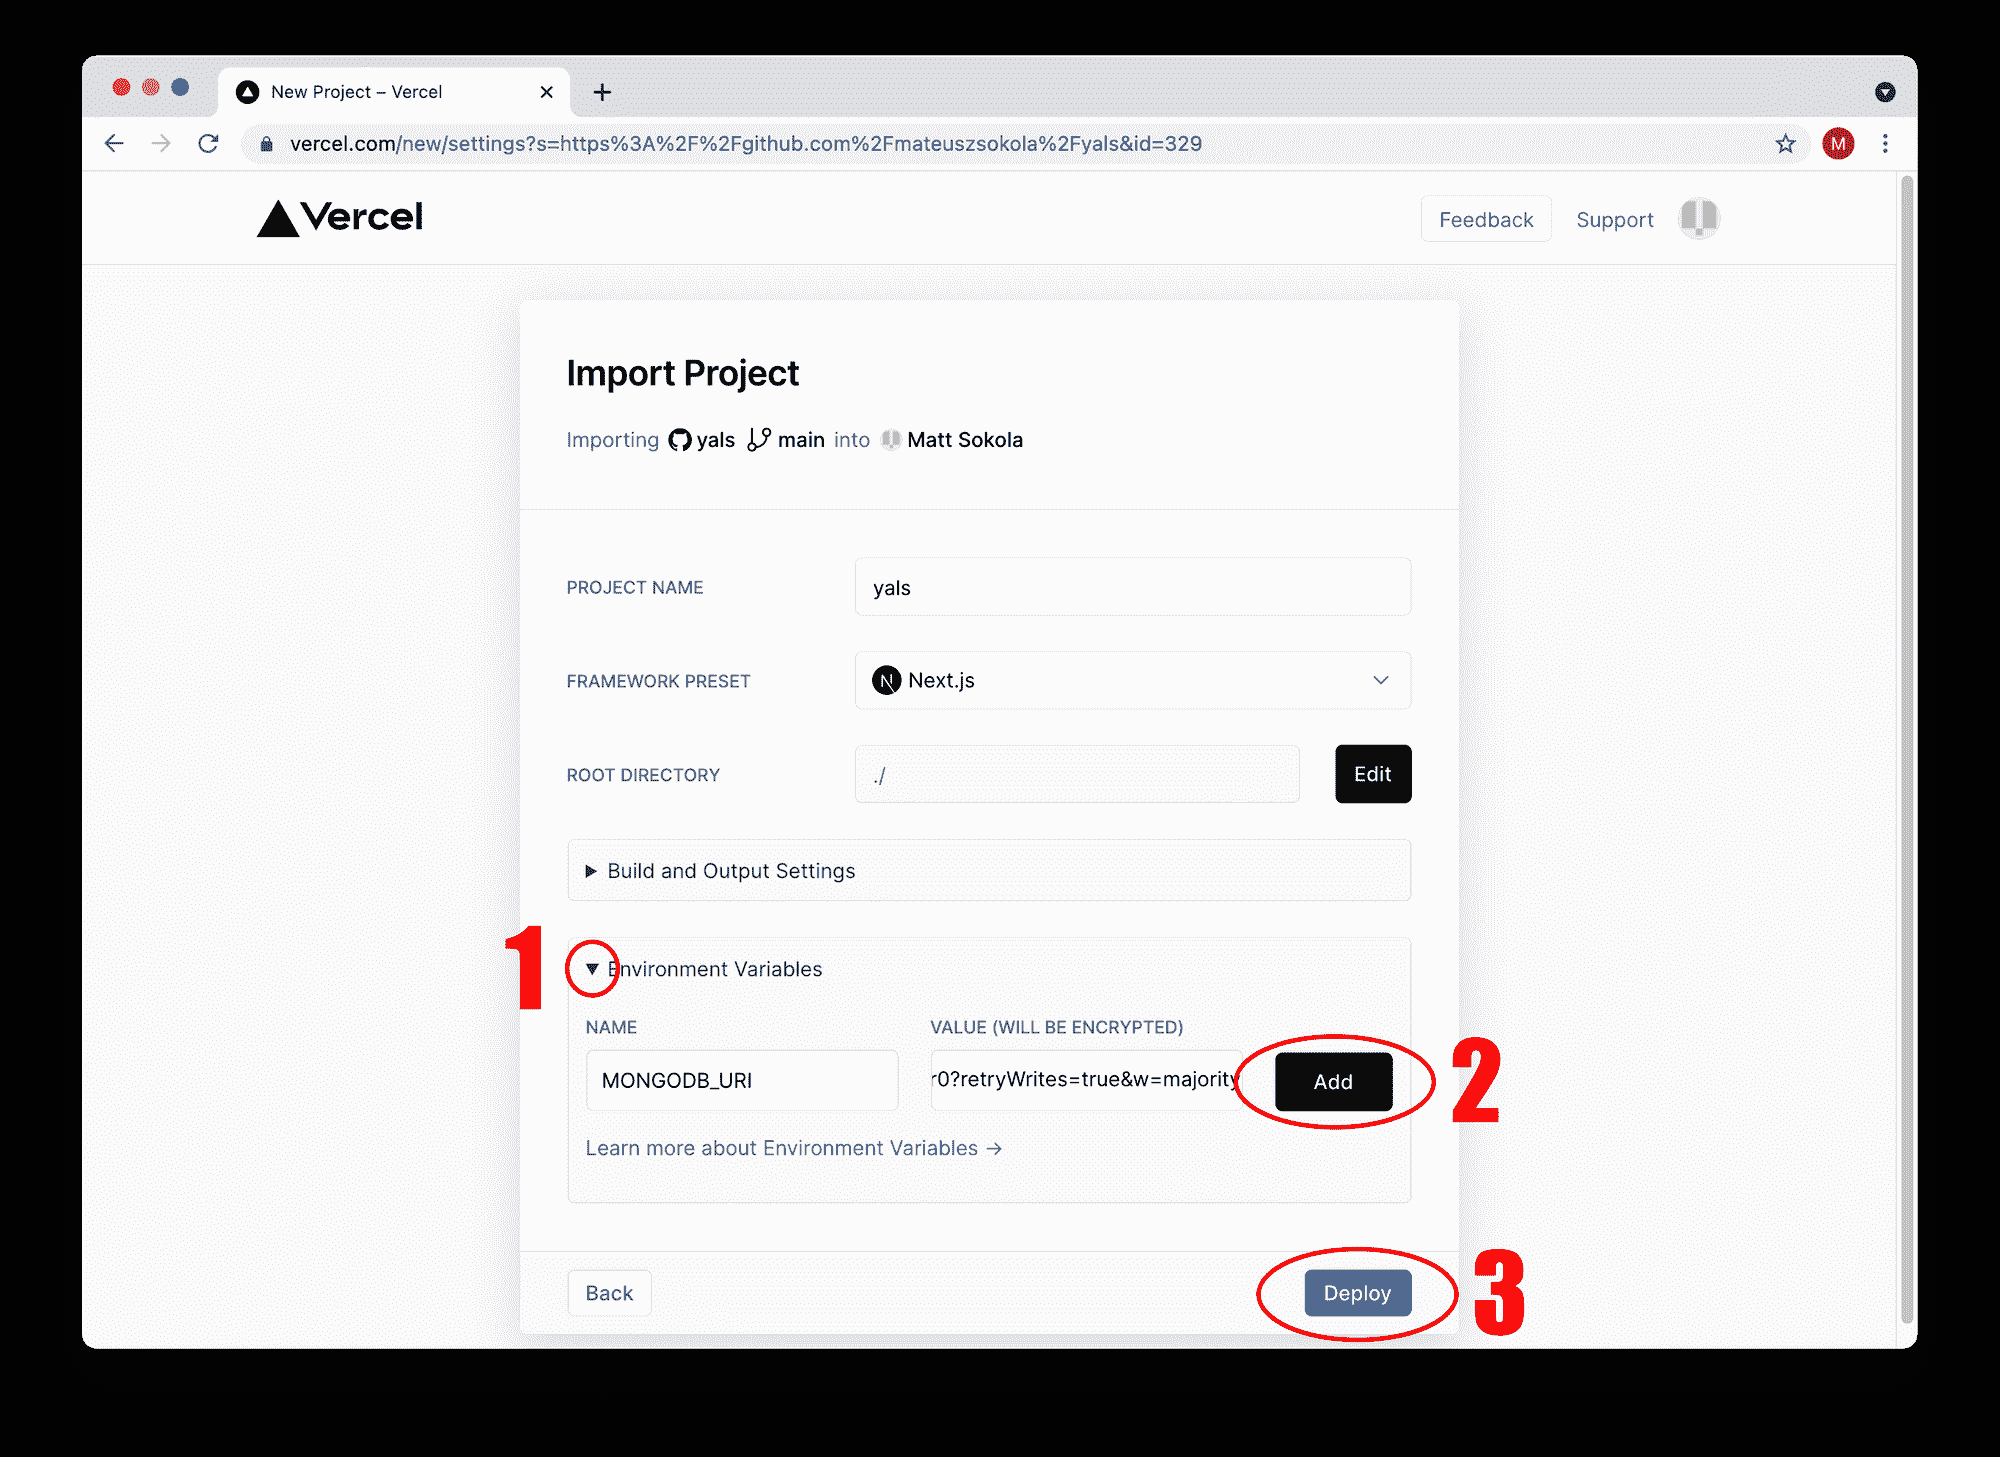 New Project – Vercel
vercel.com/new/settings?s=https%3A%2F%2Fgithub.com%2Fmateuszsokola%2Fyals&id=329
M
Vercel
Feedback
Support
Import Project
Importing yals main into Matt Sokola
PROJECT NAME
yals
FRAMEWORK PRESET
N Next.js
ROOT DIRECTORY
./
Edit
Build and Output Settings
1
Environment Variables
NAME
VALUE (WILL BE ENCRYPTED)
MONGODB_URI
r0?retryWrites=true&w=majority
Add
2
Learn more about Environment Variables →
Back
Deploy
3